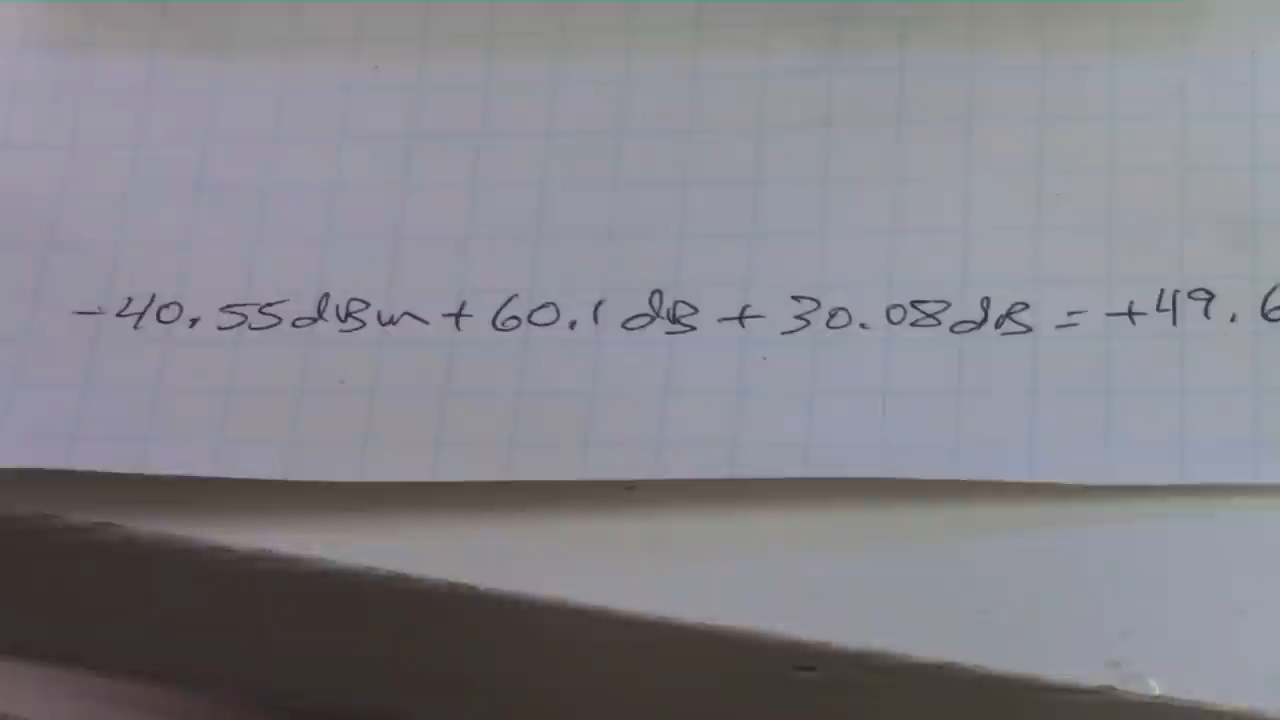 -40.55dBm + 60.1dB + 30.08dB = +49.6